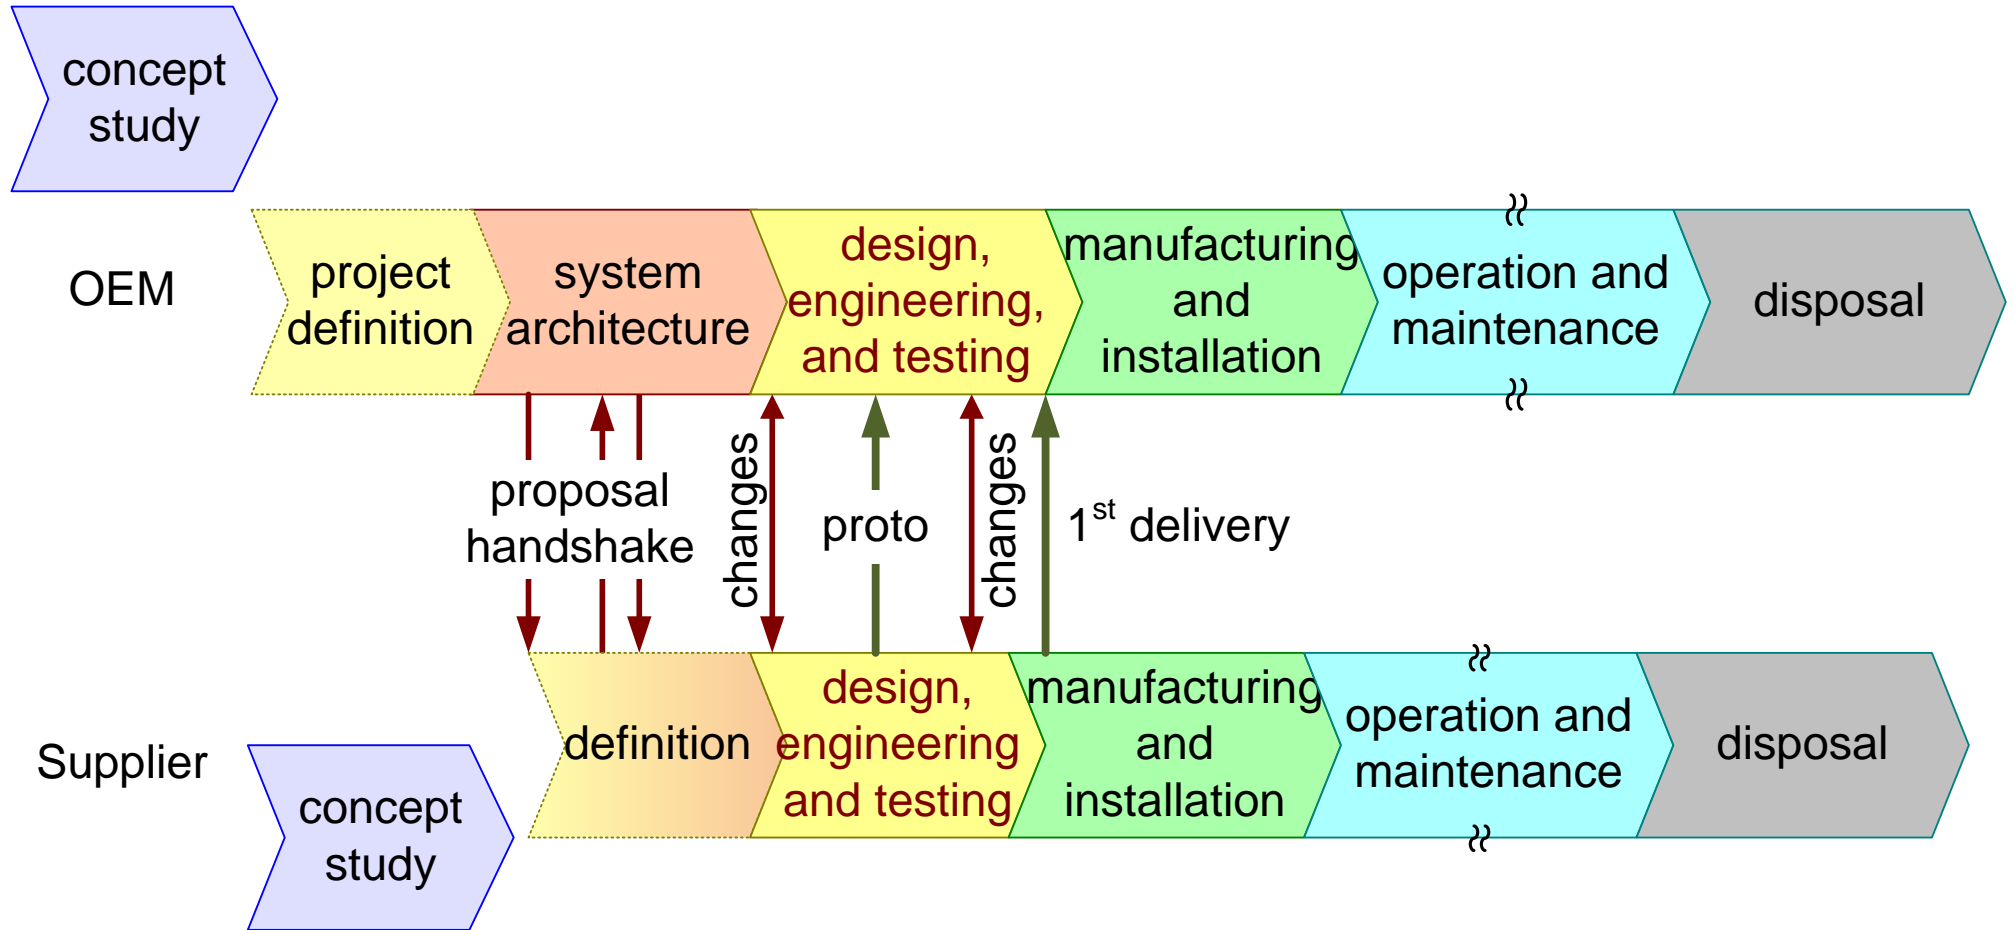 concept
study
OEM
project
definition
system
architecture
design,
engineering,
and testing
manufacturing
and
installation
operation and
maintenance
disposal
proposal
handshake
changes
proto
changes
1st delivery
Supplier
concept
study
definition
design,
engineering
and testing
manufacturing
and
installation
operation and
maintenance
disposal